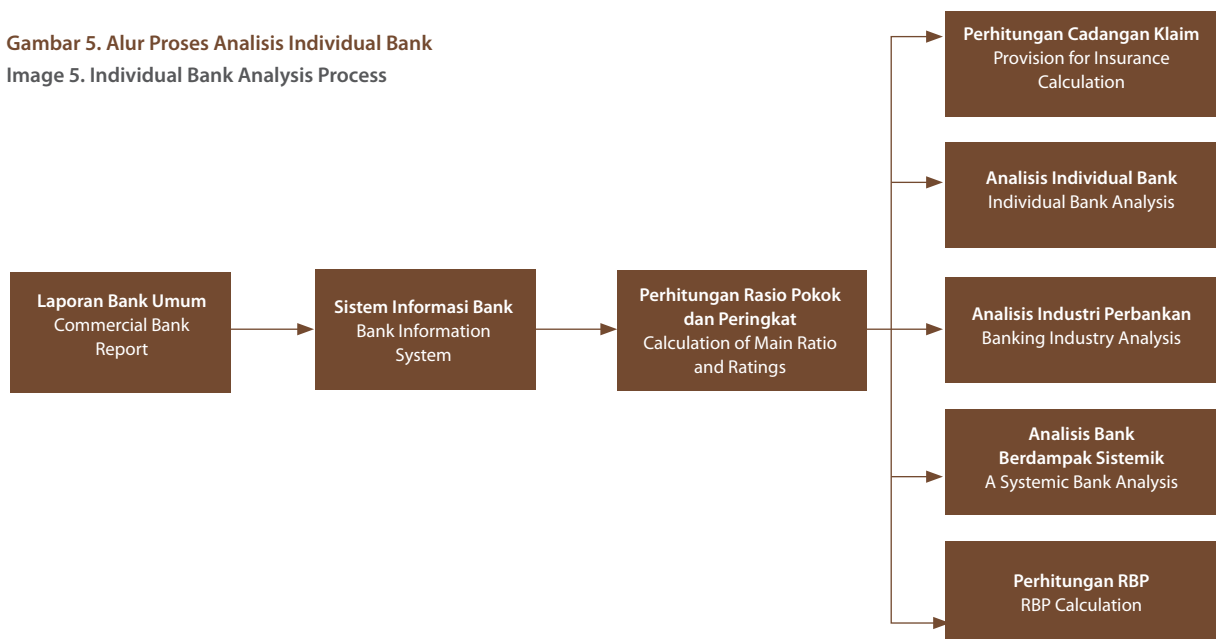 Gambar 5. Alur Proses Analisis Individual Bank
Image 5. Individual Bank Analysis Process
Laporan Bank Umum
Commercial Bank
Report
Sistem Informasi Bank
Bank Information
System
Perhitungan Rasio Pokok
dan Peringkat
Calculation of Main Ratio
and Ratings
Perhitungan Cadangan Klaim
Provision for Insurance
Calculation
Analisis Individual Bank
Individual Bank Analysis
Analisis Industri Perbankan
Banking Industry Analysis
Analisis Bank
Berdampak Sistemik
A Systemic Bank Analysis
Perhitungan RBP
RBP Calculation